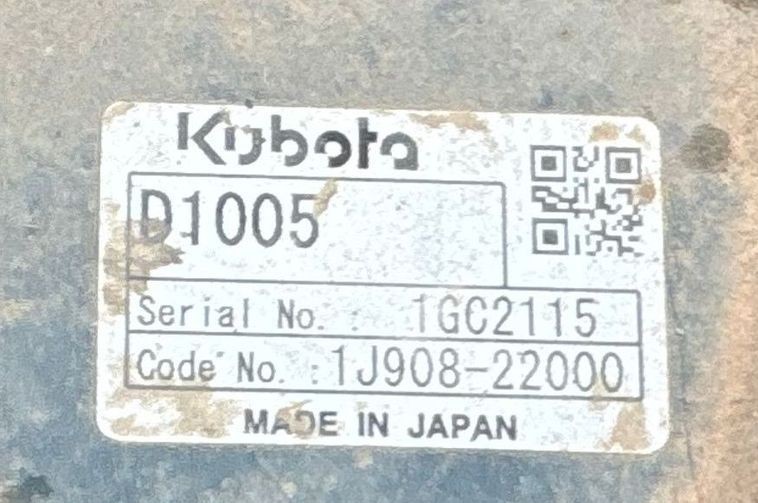 Kubota
D1005
Serial No. : 1GC2115
Code No. : 1J908-22000
MADE IN JAPAN